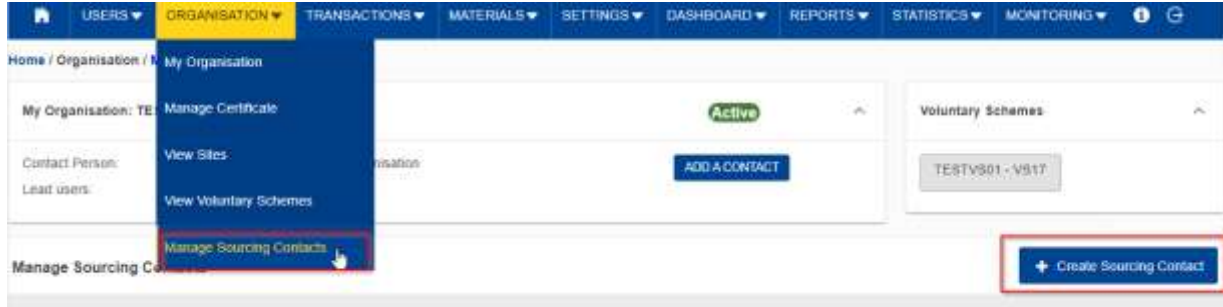 USERS ORGANISATION TRANSACTIONS MATERIALS SETTINGS DASHBOARD REPORTS STATISTICS MONITORING
Home / Organisation / M
My Organisation
My Organisation: TE
Manage Certificate
Active
Voluntary Schemes
View Sites
Contact Person:
nisation
ADD A CONTACT
TESTVS01 - VS17
Lead users:
View Voluntary Schemes
Manage Sourcing Contacts
Manage Sourcing C
+ Create Sourcing Contact